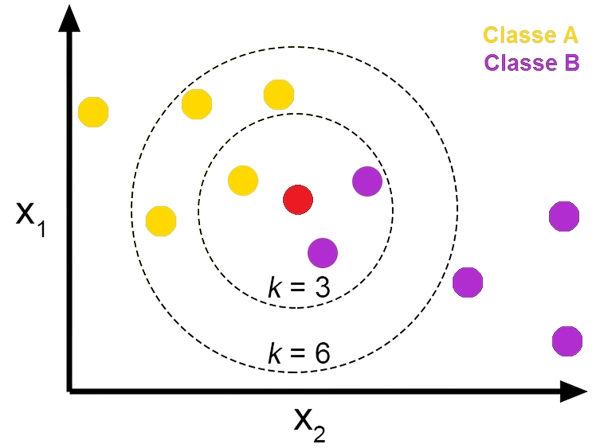 Classe A
Classe B
x1
k = 3
k = 6
x2